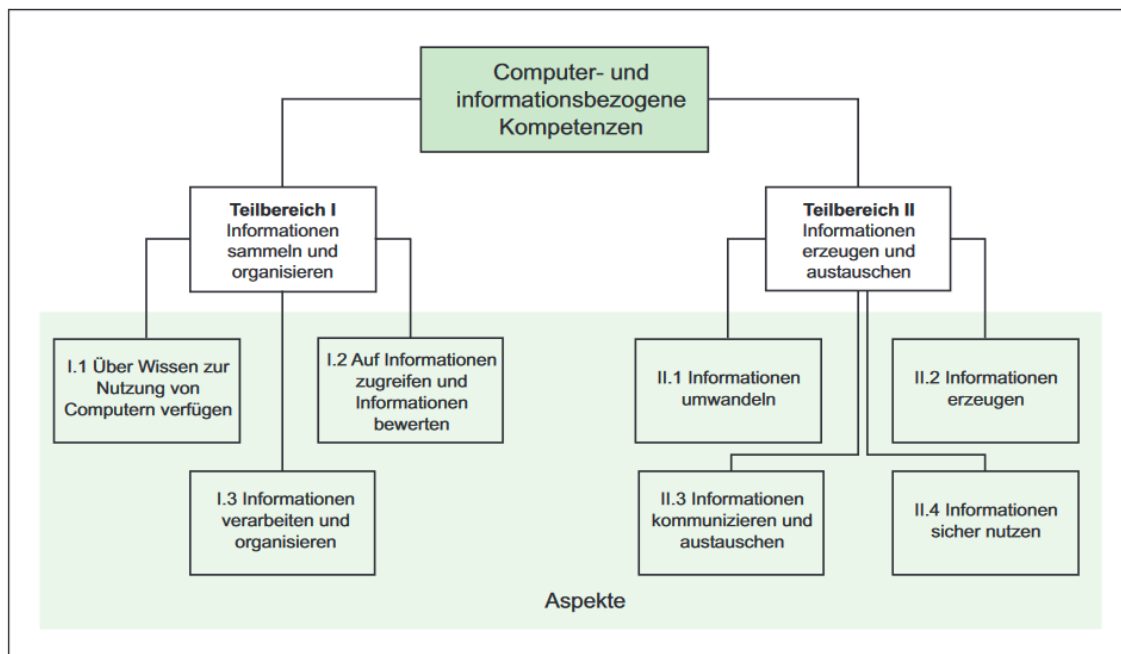 Computer- und
informationsbezogene
Kompetenzen
Teilbereich I
Informationen
sammeln und
organisieren
Teilbereich II
Informationen
erzeugen und
austauschen
I.1 Über Wissen zur
Nutzung von
Computern verfügen
I.2 Auf Informationen
zugreifen und
Informationen
bewerten
II.1 Informationen
umwandeln
II.2 Informationen
erzeugen
I.3 Informationen
verarbeiten und
organisieren
II.3 Informationen
kommunizieren und
austauschen
II.4 Informationen
sicher nutzen
Aspekte